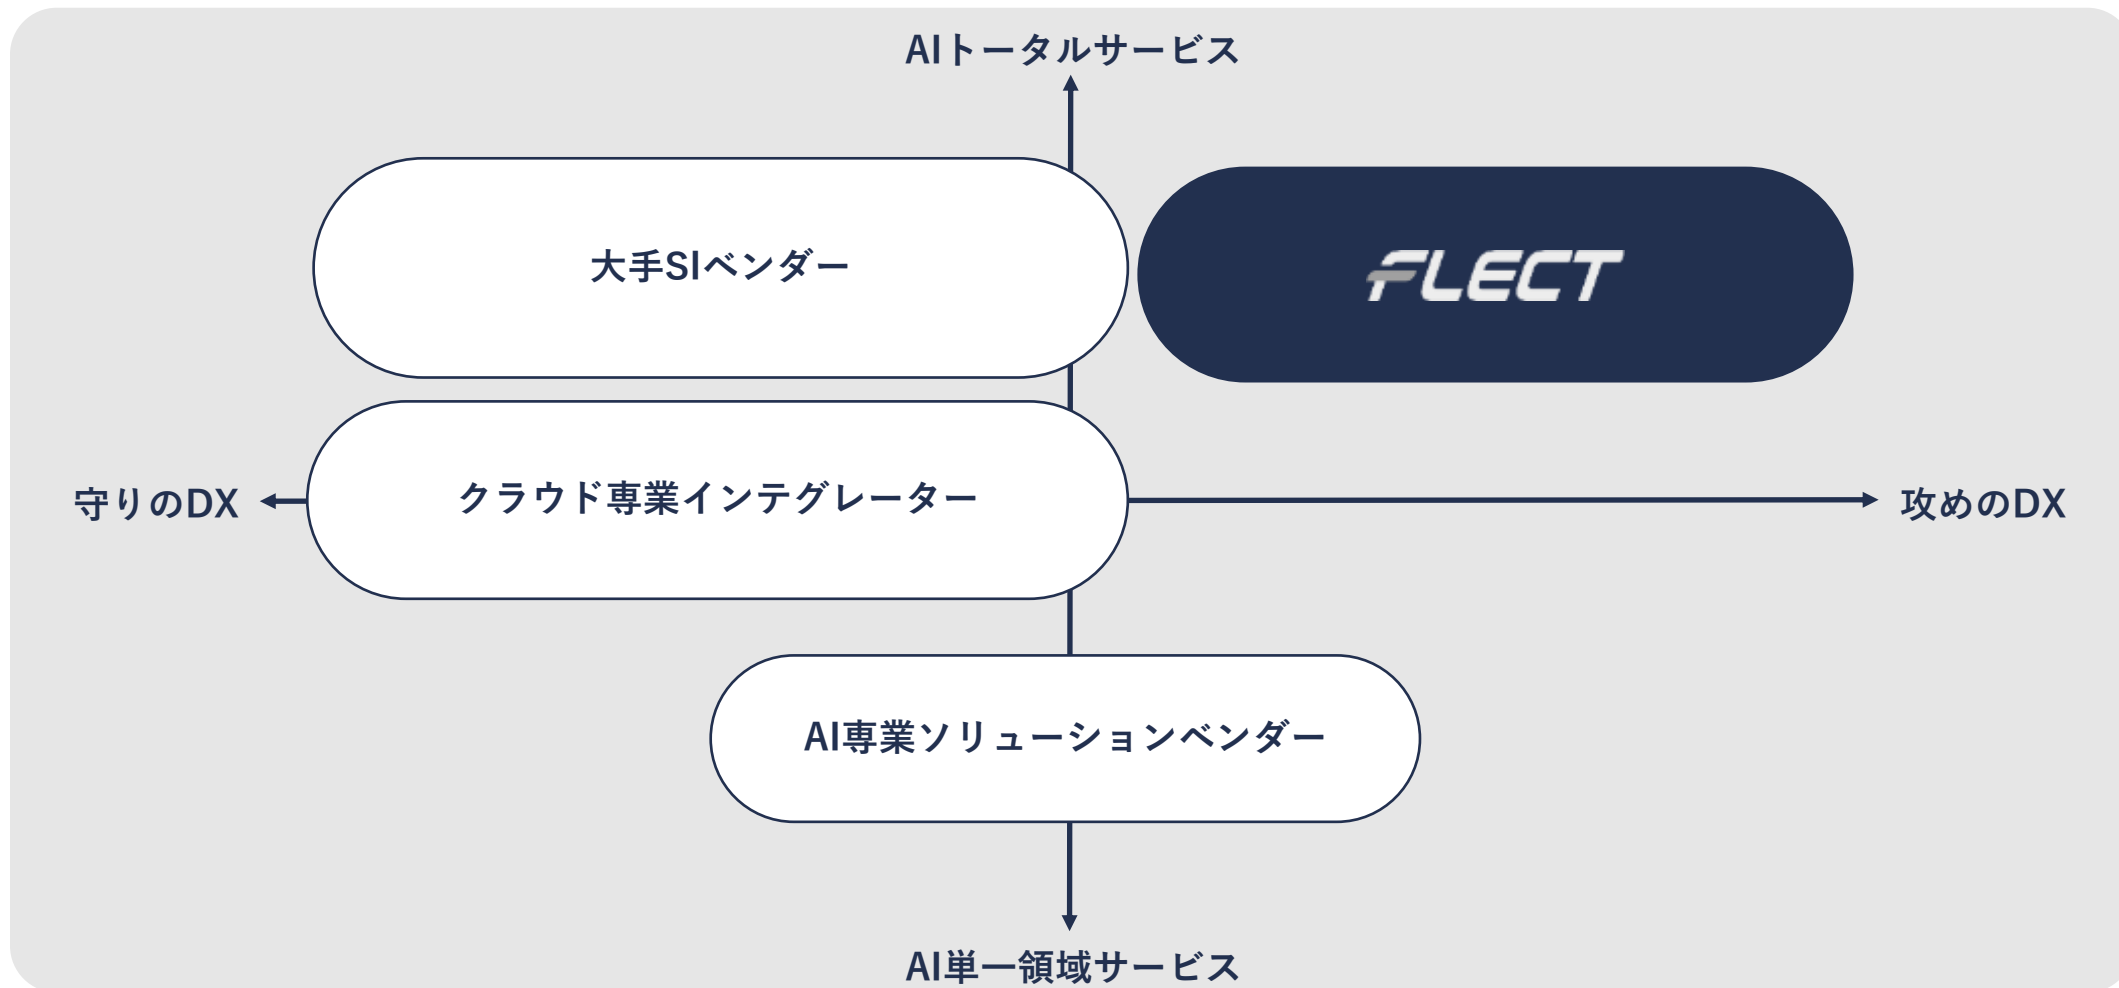 AIトータルサービス
大手SIベンダー
FLECT
クラウド専業インテグレーター
守りのDX
攻めのDX
AI専業ソリューションベンダー
AI単一領域サービス